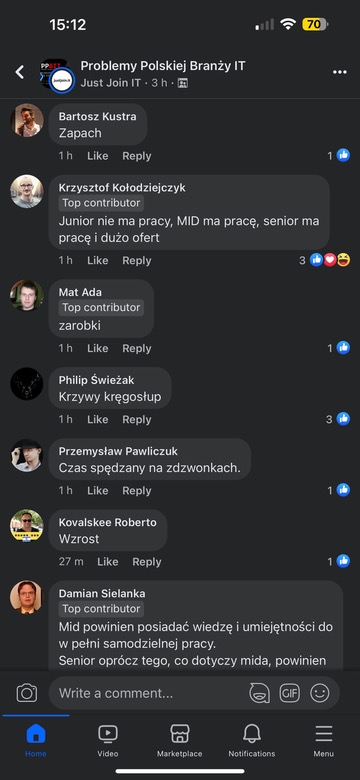 15:12
70
Problemy Polskiej Branży IT
Just Join IT · 3 h ·
Bartosz Kustra
Zapach
1 h Like Reply 1
Krzysztof Kołodziejczyk
Top contributor
Junior nie ma pracy, MID ma pracę, senior ma
pracę i dużo ofert
1 h Like Reply 3
Mat Ada
Top contributor
zarobki
1 h Like Reply 1
Philip Świeżak
Krzywy kręgosłup
1 h Like Reply 3
Przemysław Pawliczuk
Czas spędzany na zdzwonkach.
1 h Like Reply 1
Kovalskee Roberto
Wzrost
27 m Like Reply 1
Damian Sielanka
Top contributor
Mid powinien posiadać wiedzę i umiejętności do
w pełni samodzielnej pracy.
Senior oprócz tego, co dotyczy mida, powinien
Write a comment...
GIF
Home Video Marketplace Notifications Menu